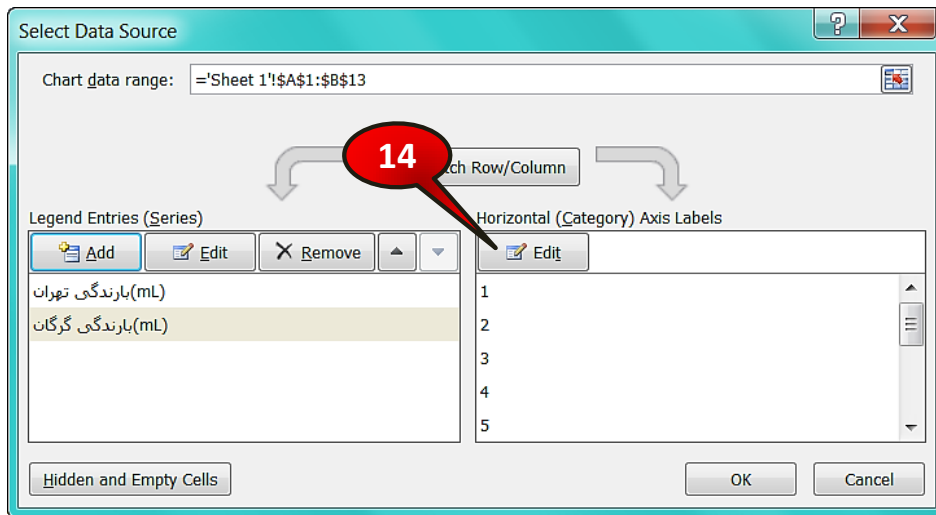 Select Data Source
? X
Chart data range: ='Sheet 1'!$A$1:$B$13
14
Row/Column
Legend Entries (Series)
Horizontal (Category) Axis Labels
Add Edit Remove
Edit
بارندگی تهران(mL)
بارندگی گرگان(mL)
1
2
3
4
5
Hidden and Empty Cells
OK Cancel